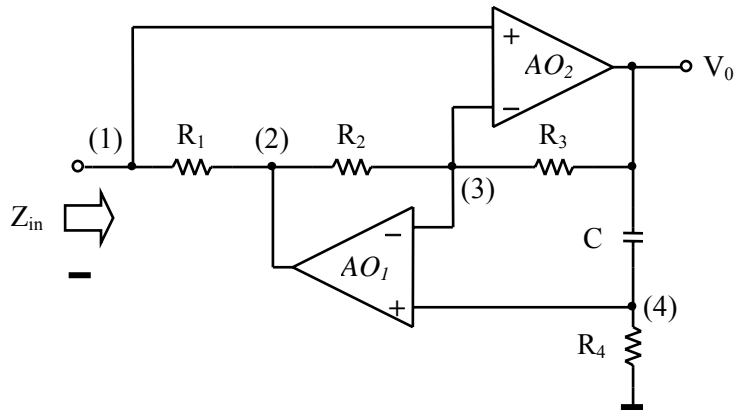 +
AO₂
−
V₀
(1)
R₁
(2)
R₂
R₃
(3)
Zᵢₙ
−
AO₁
+
C
(4)
R₄